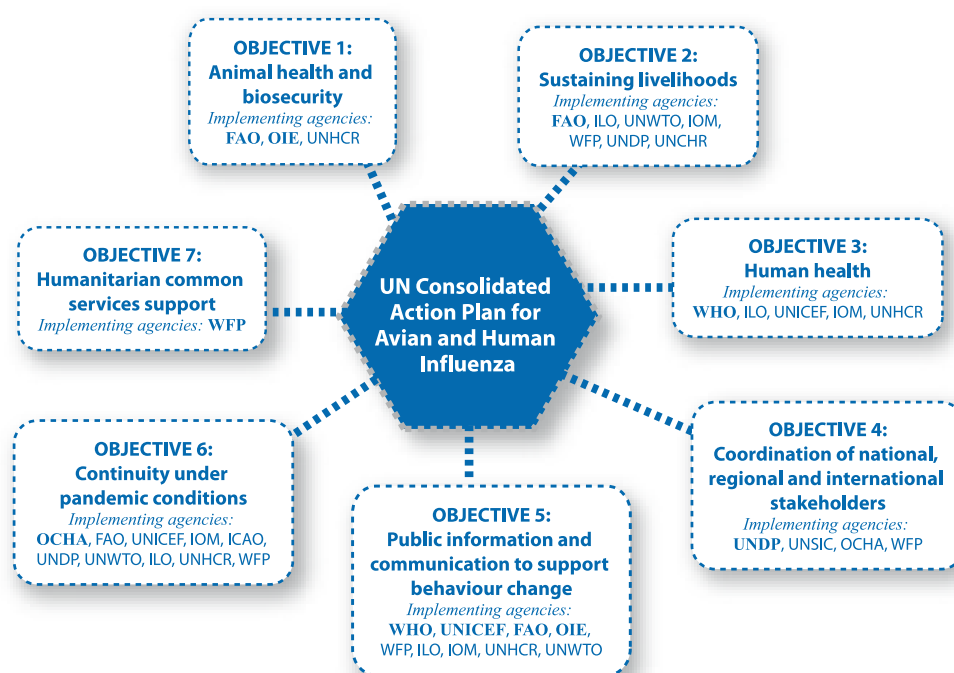 OBJECTIVE 1:
Animal health and
biosecurity
Implementing agencies:
FAO, OIE, UNHCR
OBJECTIVE 2:
Sustaining livelihoods
Implementing agencies:
FAO, ILO, UNWTO, IOM,
WFP, UNDP, UNCHR
OBJECTIVE 7:
Humanitarian common
services support
Implementing agencies: WFP
UN Consolidated
Action Plan for
Avian and Human
Influenza
OBJECTIVE 3:
Human health
Implementing agencies:
WHO, ILO, UNICEF, IOM, UNHCR
OBJECTIVE 6:
Continuity under
pandemic conditions
Implementing agencies:
OCHA, FAO, UNICEF, IOM, ICAO,
UNDP, UNWTO, ILO, UNHCR, WFP
OBJECTIVE 5:
Public information and
communication to support
behaviour change
Implementing agencies:
WHO, UNICEF, FAO, OIE,
WFP, ILO, IOM, UNHCR, UNWTO
OBJECTIVE 4:
Coordination of national,
regional and international
stakeholders
Implementing agencies:
UNDP, UNSIC, OCHA, WFP